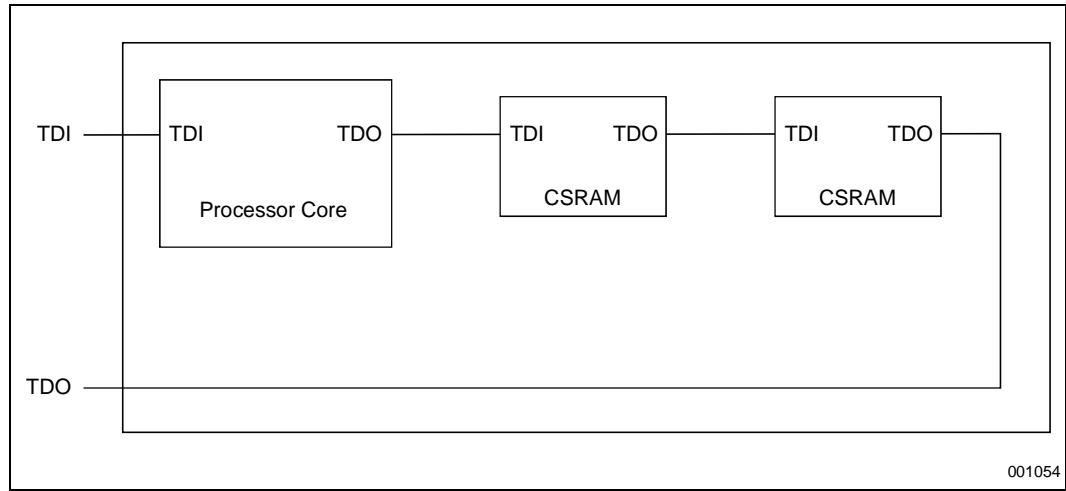 TDI
TDI
TDO
Processor Core
TDI
TDO
CSRAM
TDI
TDO
CSRAM
TDO
001054